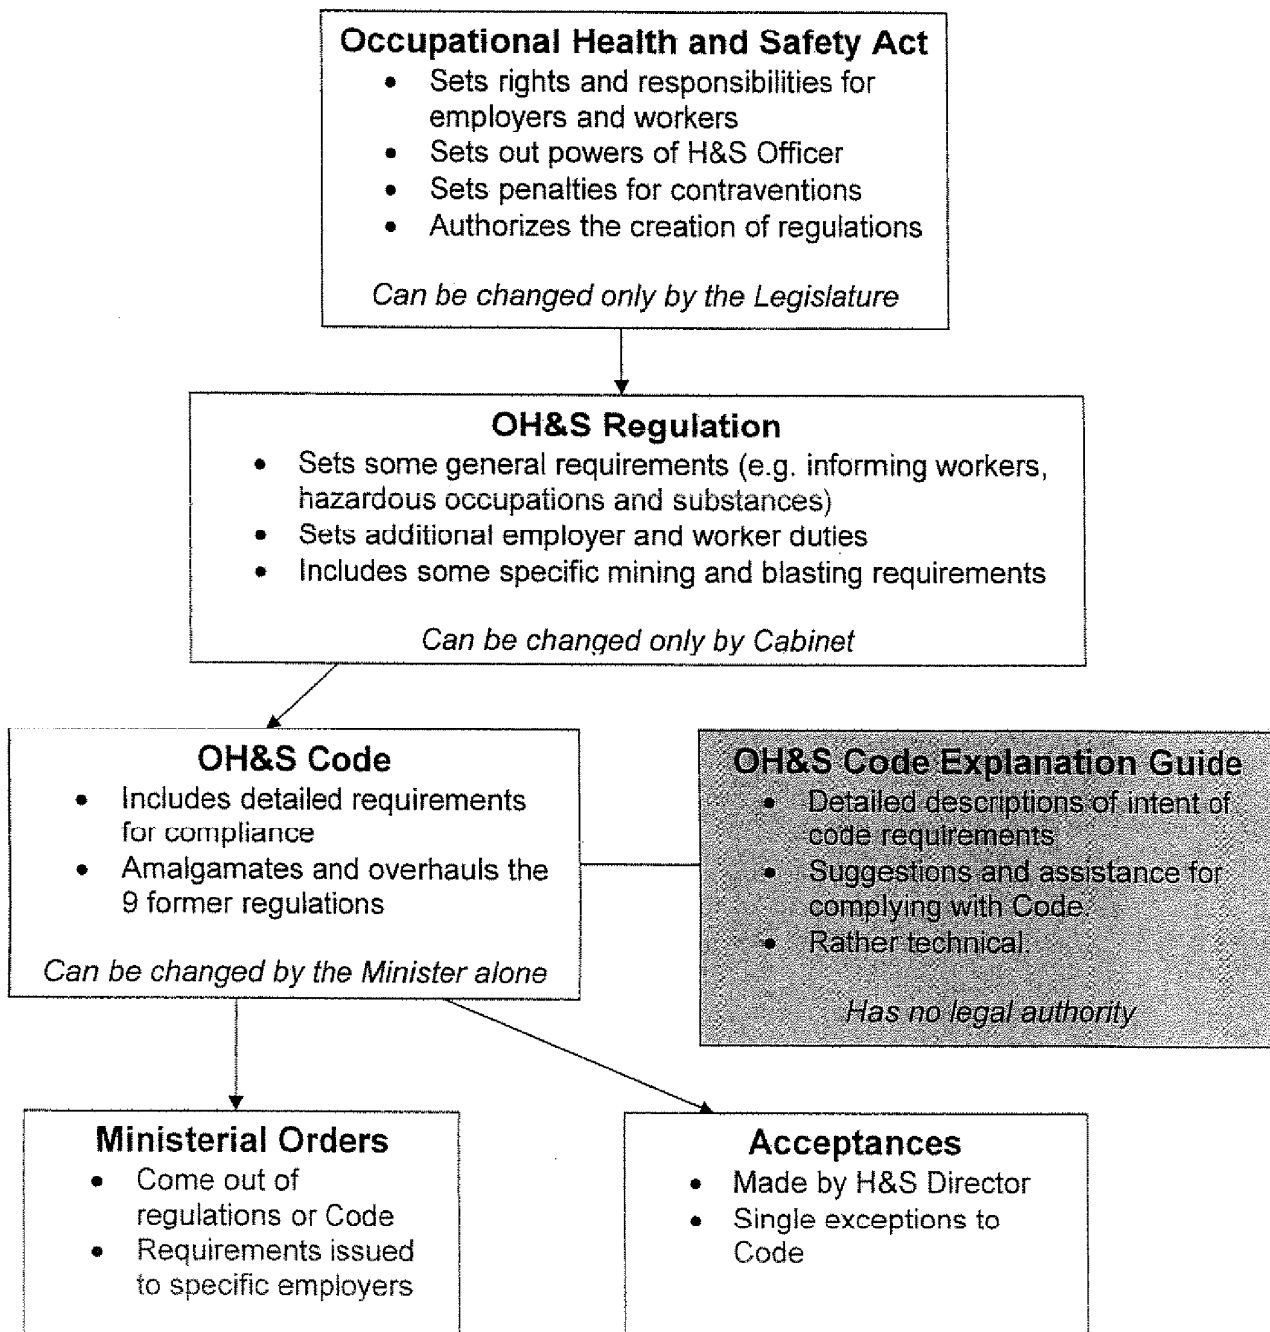 Occupational Health and Safety Act
• Sets rights and responsibilities for
employers and workers
• Sets out powers of H&S Officer
• Sets penalties for contraventions
• Authorizes the creation of regulations
Can be changed only by the Legislature
OH&S Regulation
• Sets some general requirements (e.g. informing workers,
hazardous occupations and substances)
• Sets additional employer and worker duties
• Includes some specific mining and blasting requirements
Can be changed only by Cabinet
OH&S Code
• Includes detailed requirements
for compliance
• Amalgamates and overhauls the
9 former regulations
Can be changed by the Minister alone
OH&S Code Explanation Guide
• Detailed descriptions of intent of
code requirements
• Suggestions and assistance for
complying with Code.
• Rather technical.
Has no legal authority
Ministerial Orders
• Come out of
regulations or Code
• Requirements issued
to specific employers
Acceptances
• Made by H&S Director
• Single exceptions to
Code